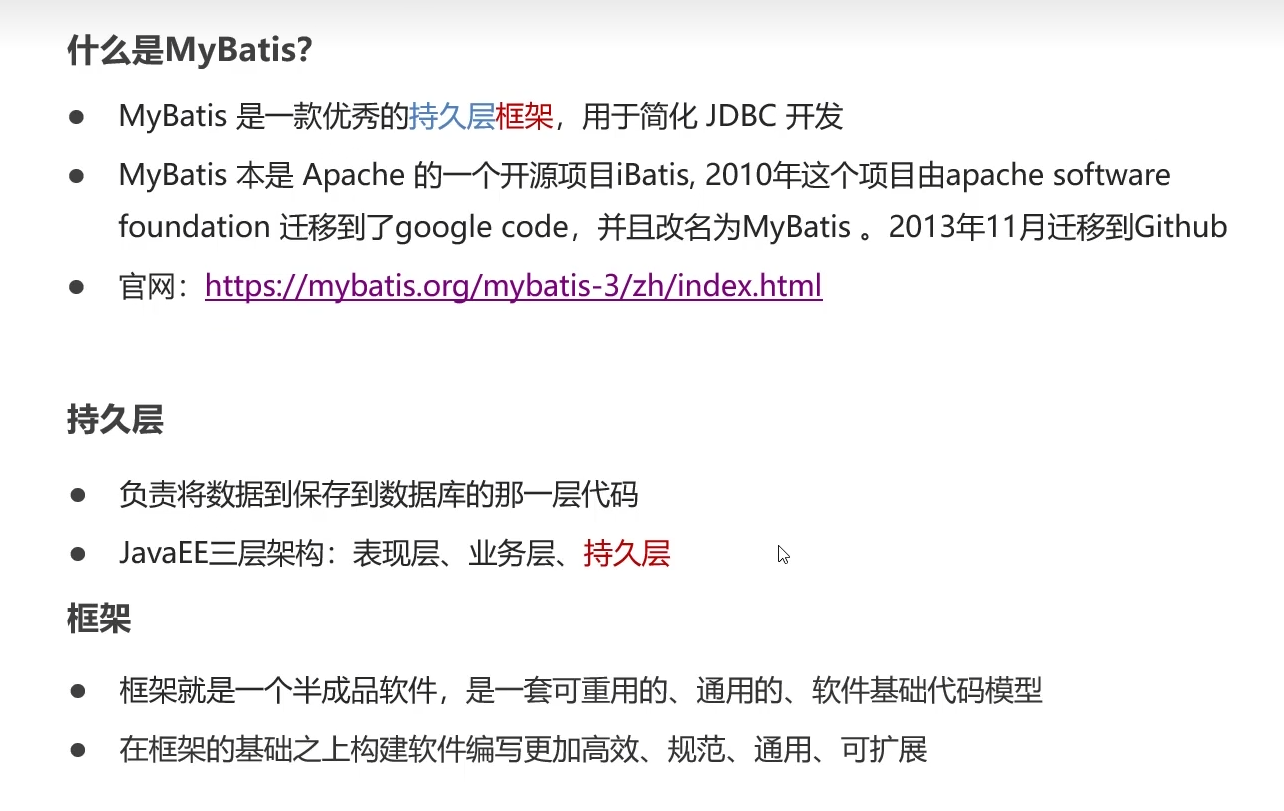 什么是MyBatis?
● MyBatis 是一款优秀的持久层框架，用于简化 JDBC 开发
● MyBatis 本是 Apache 的一个开源项目iBatis, 2010年这个项目由apache software
foundation 迁移到了google code，并且改名为MyBatis 。2013年11月迁移到Github
● 官网：https://mybatis.org/mybatis-3/zh/index.html
持久层
● 负责将数据到保存到数据库的那一层代码
● JavaEE三层架构：表现层、业务层、持久层
框架
● 框架就是一个半成品软件，是一套可重用的、通用的、软件基础代码模型
● 在框架的基础之上构建软件编写更加高效、规范、通用、可扩展